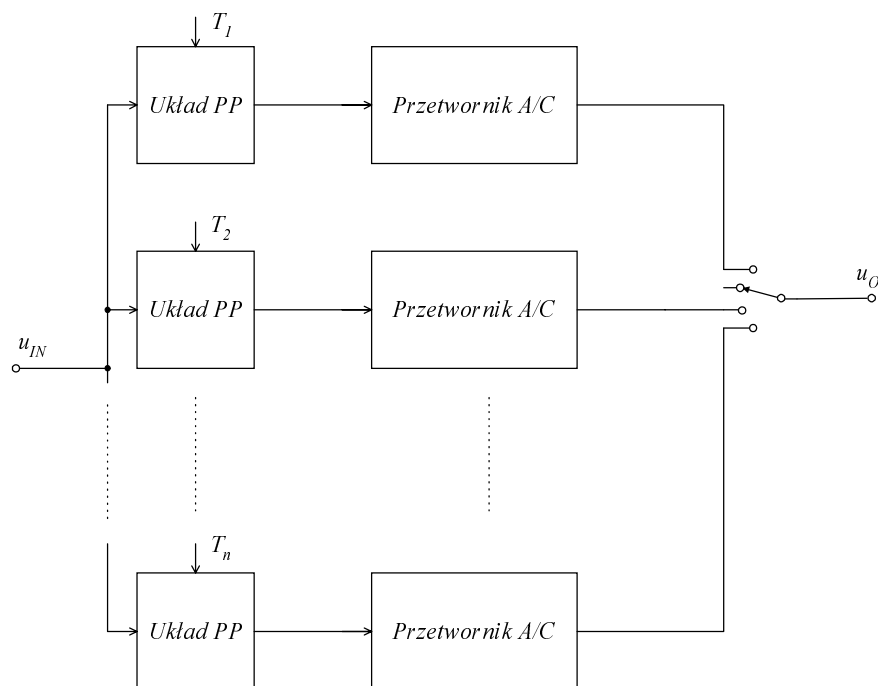 T1
Układ PP
Przetwornik A/C
T2
Układ PP
Przetwornik A/C
uO
uIN
Tn
Układ PP
Przetwornik A/C